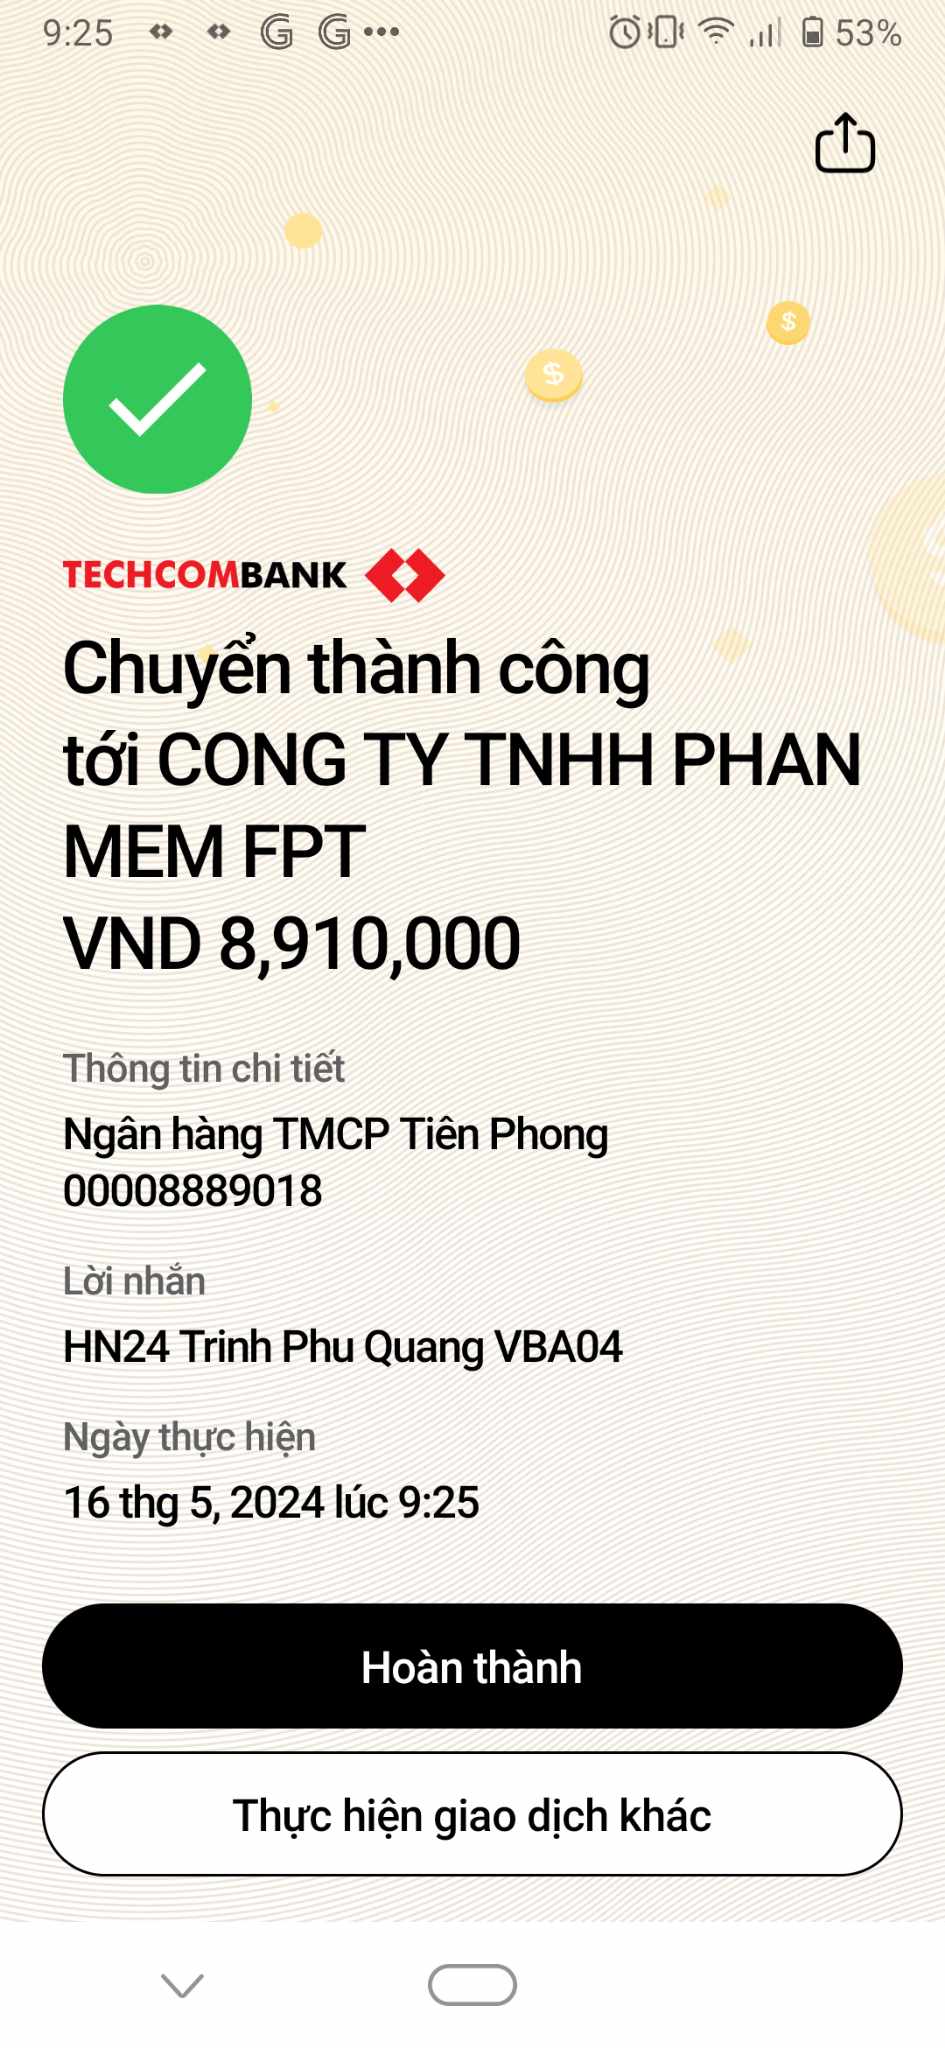 9:25 G G ••• 53%
$
$
TECHCOMBANK
Chuyển thành công
tới CONG TY TNHH PHAN
MEM FPT
VND 8,910,000
Thông tin chi tiết
Ngân hàng TMCP Tiên Phong
00008889018
Lời nhắn
HN24 Trinh Phu Quang VBA04
Ngày thực hiện
16 thg 5, 2024 lúc 9:25
Hoàn thành
Thực hiện giao dịch khác